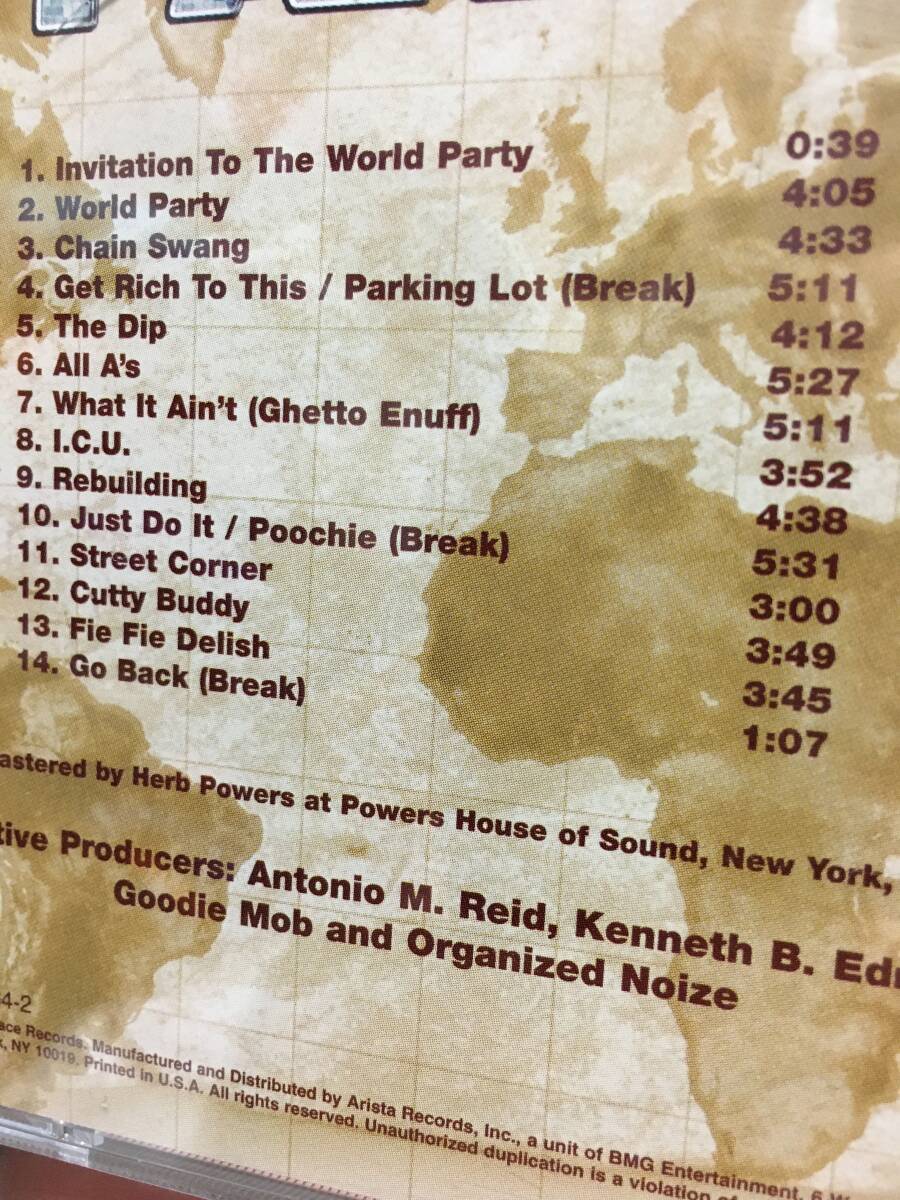 1. Invitation To The World Party 0:39
2. World Party 4:05
3. Chain Swang 4:33
4. Get Rich To This / Parking Lot (Break) 5:11
5. The Dip 4:12
6. All A's 5:27
7. What It Ain't (Ghetto Enuff) 5:11
8. I.C.U. 3:52
9. Rebuilding 4:38
10. Just Do It / Poochie (Break) 5:31
11. Street Corner 3:00
12. Cutty Buddy 3:49
13. Fie Fie Delish 3:45
14. Go Back (Break) 1:07
astered by Herb Powers at Powers House of Sound, New York,
tive Producers: Antonio M. Reid, Kenneth B. Ed
Goodie Mob and Organized Noize
4-2
ace Records. Manufactured and Distributed by Arista Records, Inc., a unit of BMG Entertainment,
, NY 10019. Printed in U.S.A. All rights reserved. Unauthorized duplication is a violation